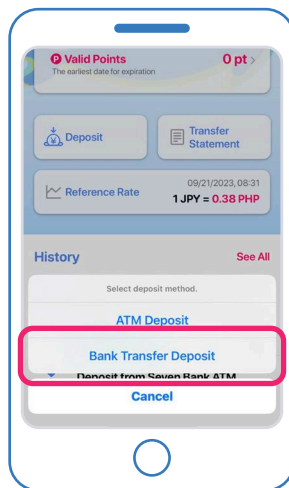 P Valid Points
0 pt >
The earliest date for expiration
Deposit
Transfer
Statement
Reference Rate
09/21/2023, 08:31
1 JPY = 0.38 PHP
History
See All
Select deposit method.
ATM Deposit
Bank Transfer Deposit
Deposit from Seven Bank ATM
Cancel